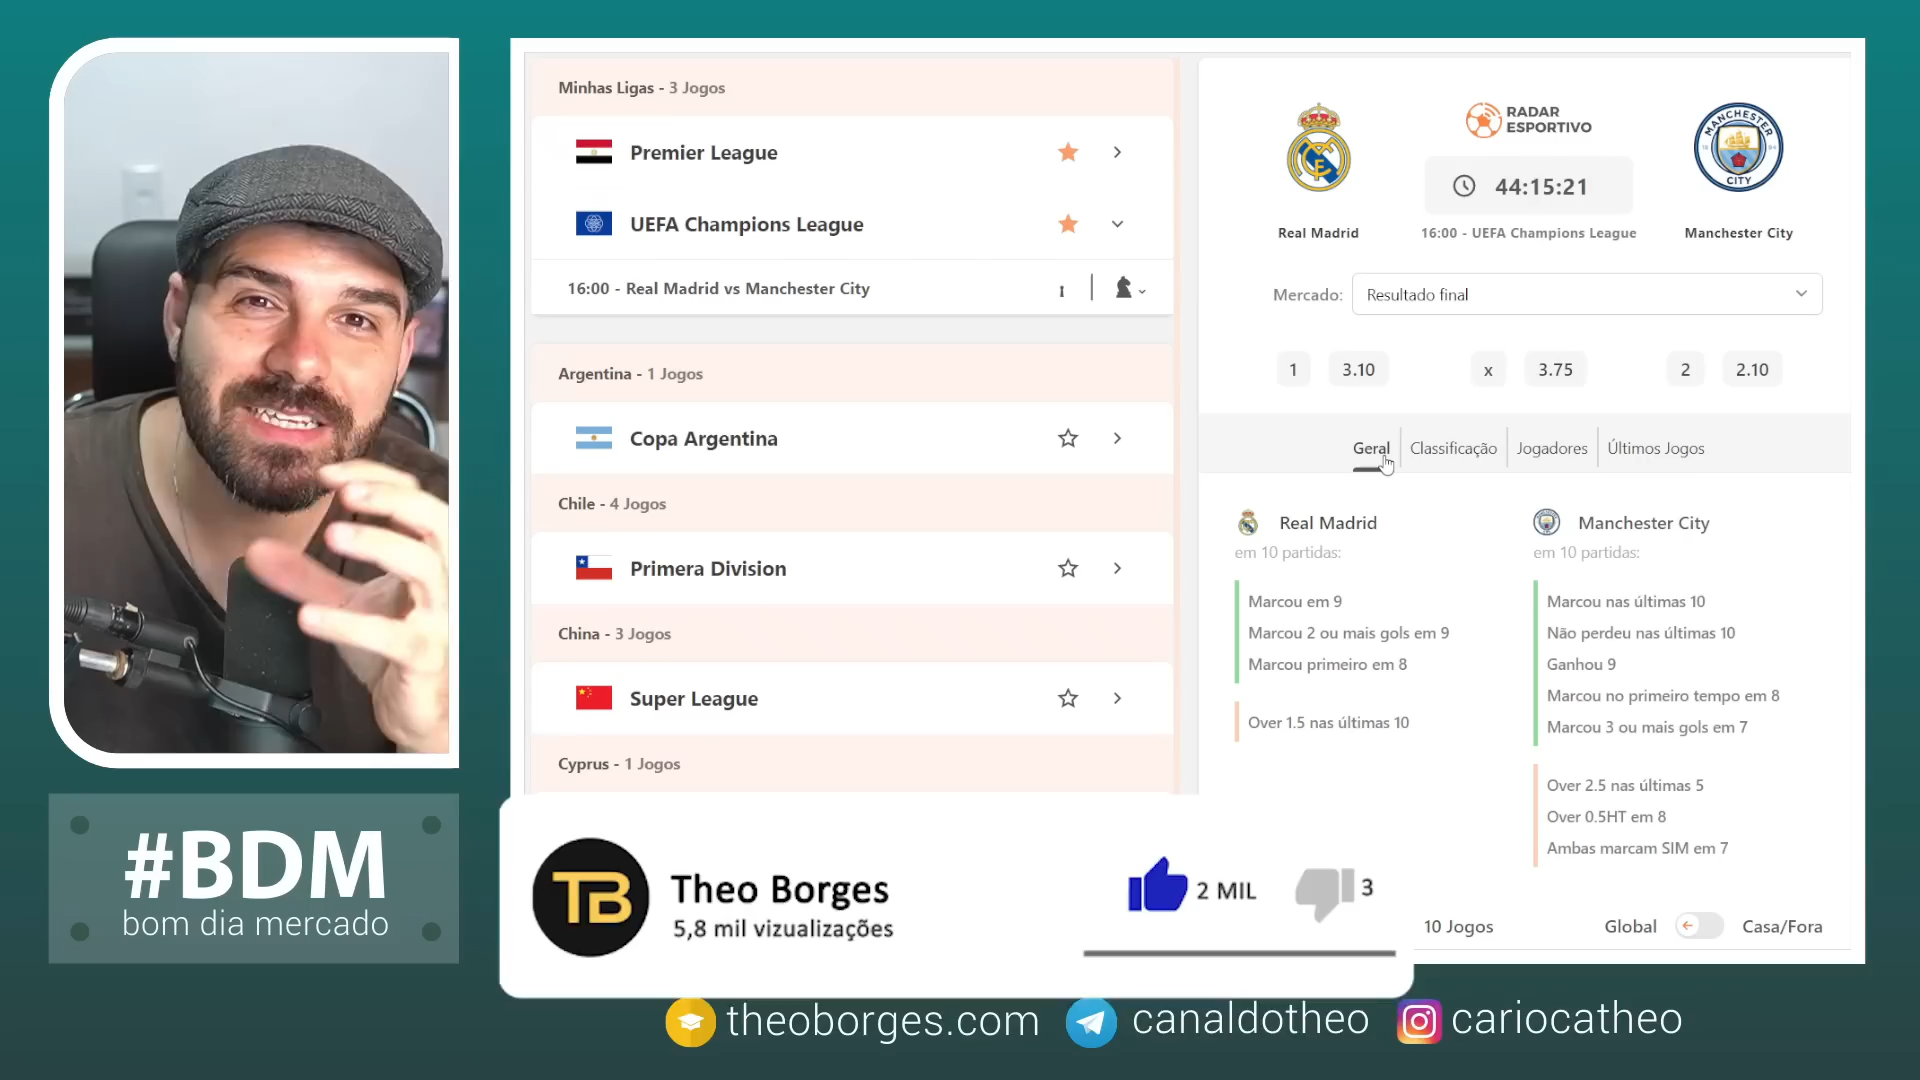 Minhas Ligas - 3 Jogos
Premier League
UEFA Champions League
16:00 - Real Madrid vs Manchester City
Argentina - 1 Jogos
Copa Argentina
Chile - 4 Jogos
Primera Division
China - 3 Jogos
Super League
Cyprus - 1 Jogos
RADAR
ESPORTIVO
MANCHESTER
CITY
44:15:21
Real Madrid
16:00 - UEFA Champions League
Manchester City
Mercado: Resultado final
1 3.10 x 3.75 2 2.10
Geral Classificação Jogadores Últimos Jogos
Real Madrid
em 10 partidas:
Marcou em 9
Marcou 2 ou mais gols em 9
Marcou primeiro em 8
Over 1.5 nas últimas 10
Manchester City
em 10 partidas:
Marcou nas últimas 10
Não perdeu nas últimas 10
Ganhou 9
Marcou no primeiro tempo em 8
Marcou 3 ou mais gols em 7
Over 2.5 nas últimas 5
Over 0.5HT em 8
Ambas marcam SIM em 7
10 Jogos Global Casa/Fora
#BDM
bom dia mercado
TB
Theo Borges
5,8 mil vizualizações
2 MIL 3
theoborges.com canaldotheo cariocatheo